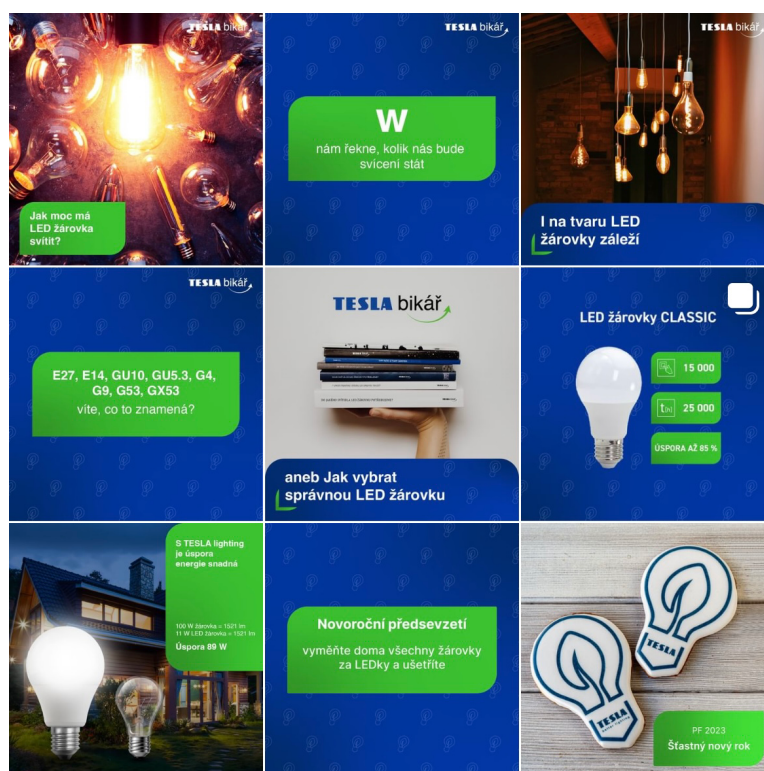 TESLA bikář
Jak moc má
LED žárovka
svítit?
TESLA bikář
W
nám řekne, kolik nás bude
svícení stát
TESLA bikář
I na tvaru LED
žárovky záleží
TESLA bikář
E27, E14, GU10, GU5.3, G4,
G9, G53, GX53
víte, co to znamená?
TESLA bikář
aneb Jak vybrat
správnou LED žárovku
LED žárovky CLASSIC
15 000
t[h] 25 000
ÚSPORA AŽ 85 %
S TESLA lighting
je úspora
energie snadná
100 W žárovka = 1521 lm
11 W LED žárovka = 1521 lm
Úspora 89 W
Novoroční předsevzetí
vyměňte doma všechny žárovky
za LEDky a ušetříte
TESLA
TESLA
PF 2023
Šťastný nový rok